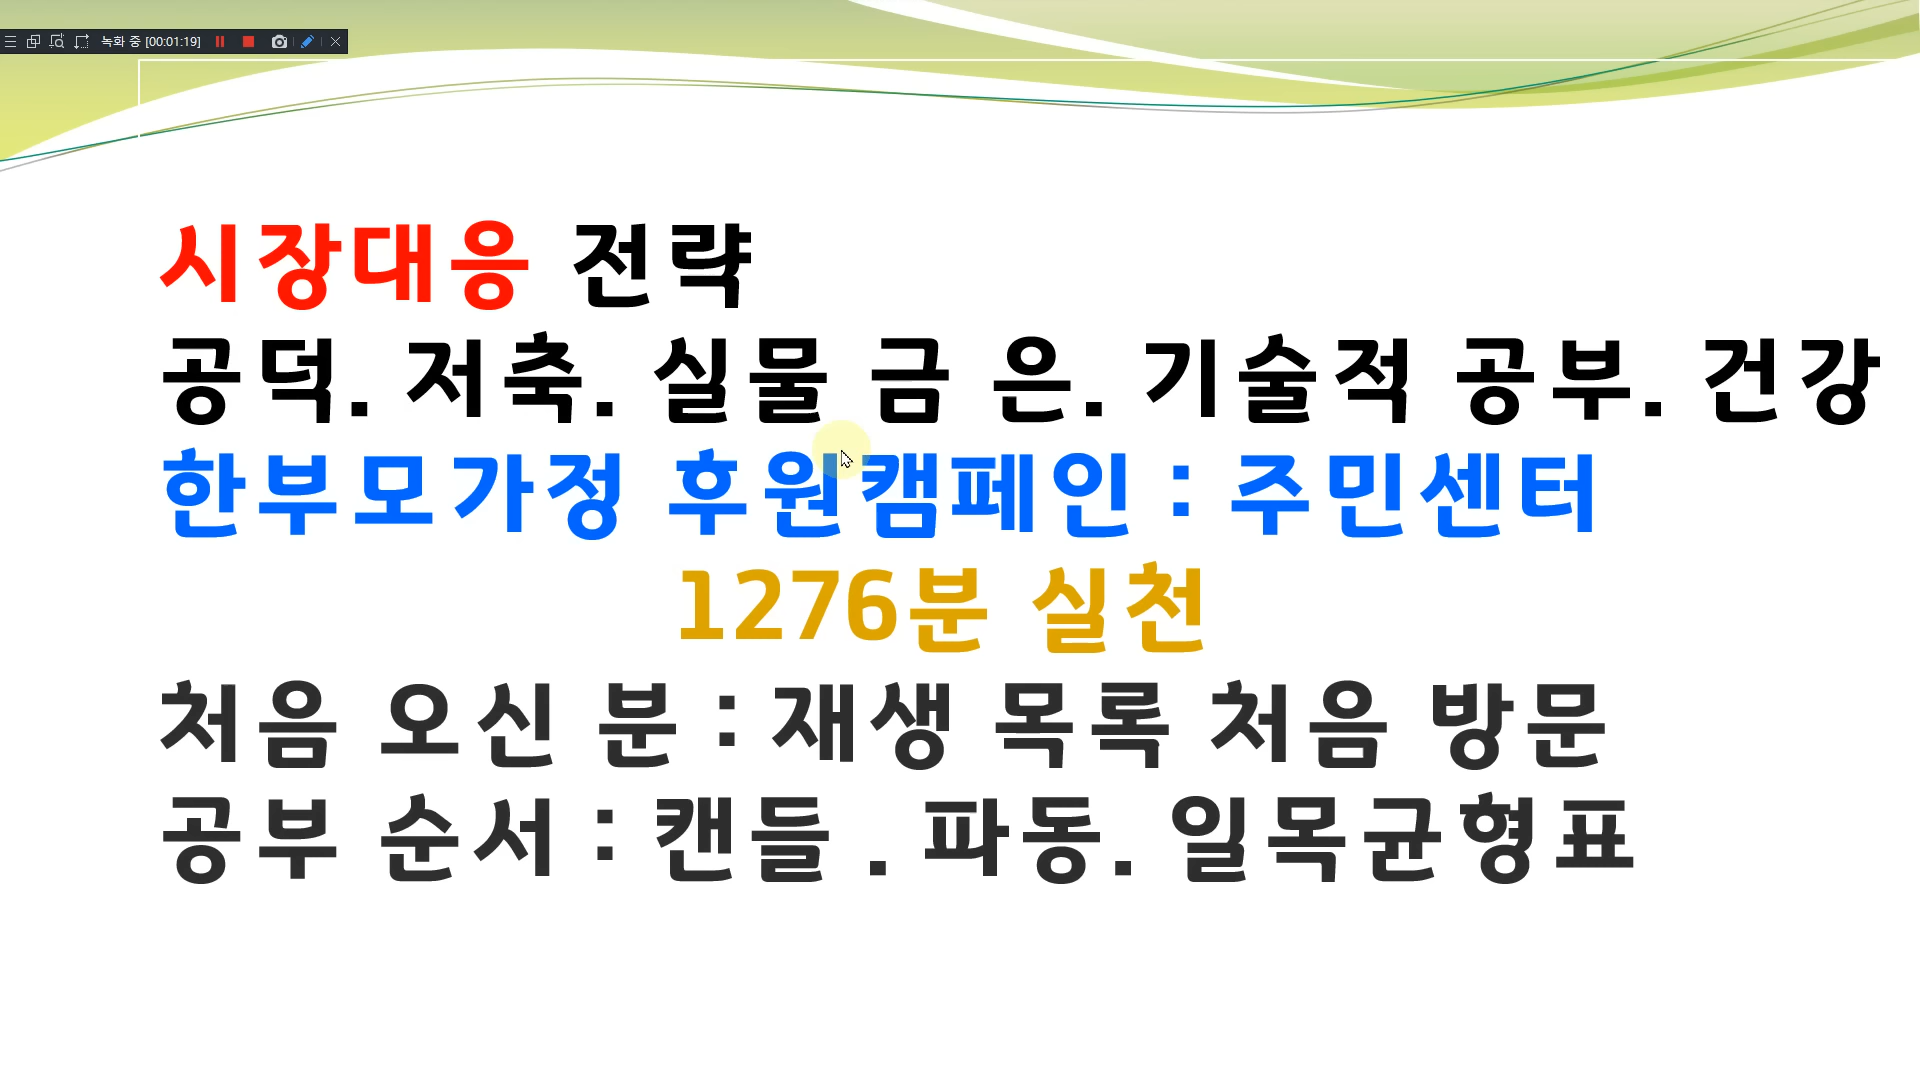 녹화 중 [00:01:19]
시장대응 전략
공덕. 저축. 실물 금 은. 기술적 공부. 건강
한부모가정 후원캠페인 : 주민센터
1276분 실천
처음 오신 분 : 재생 목록 처음 방문
공부 순서 : 캔들 . 파동. 일목균형표